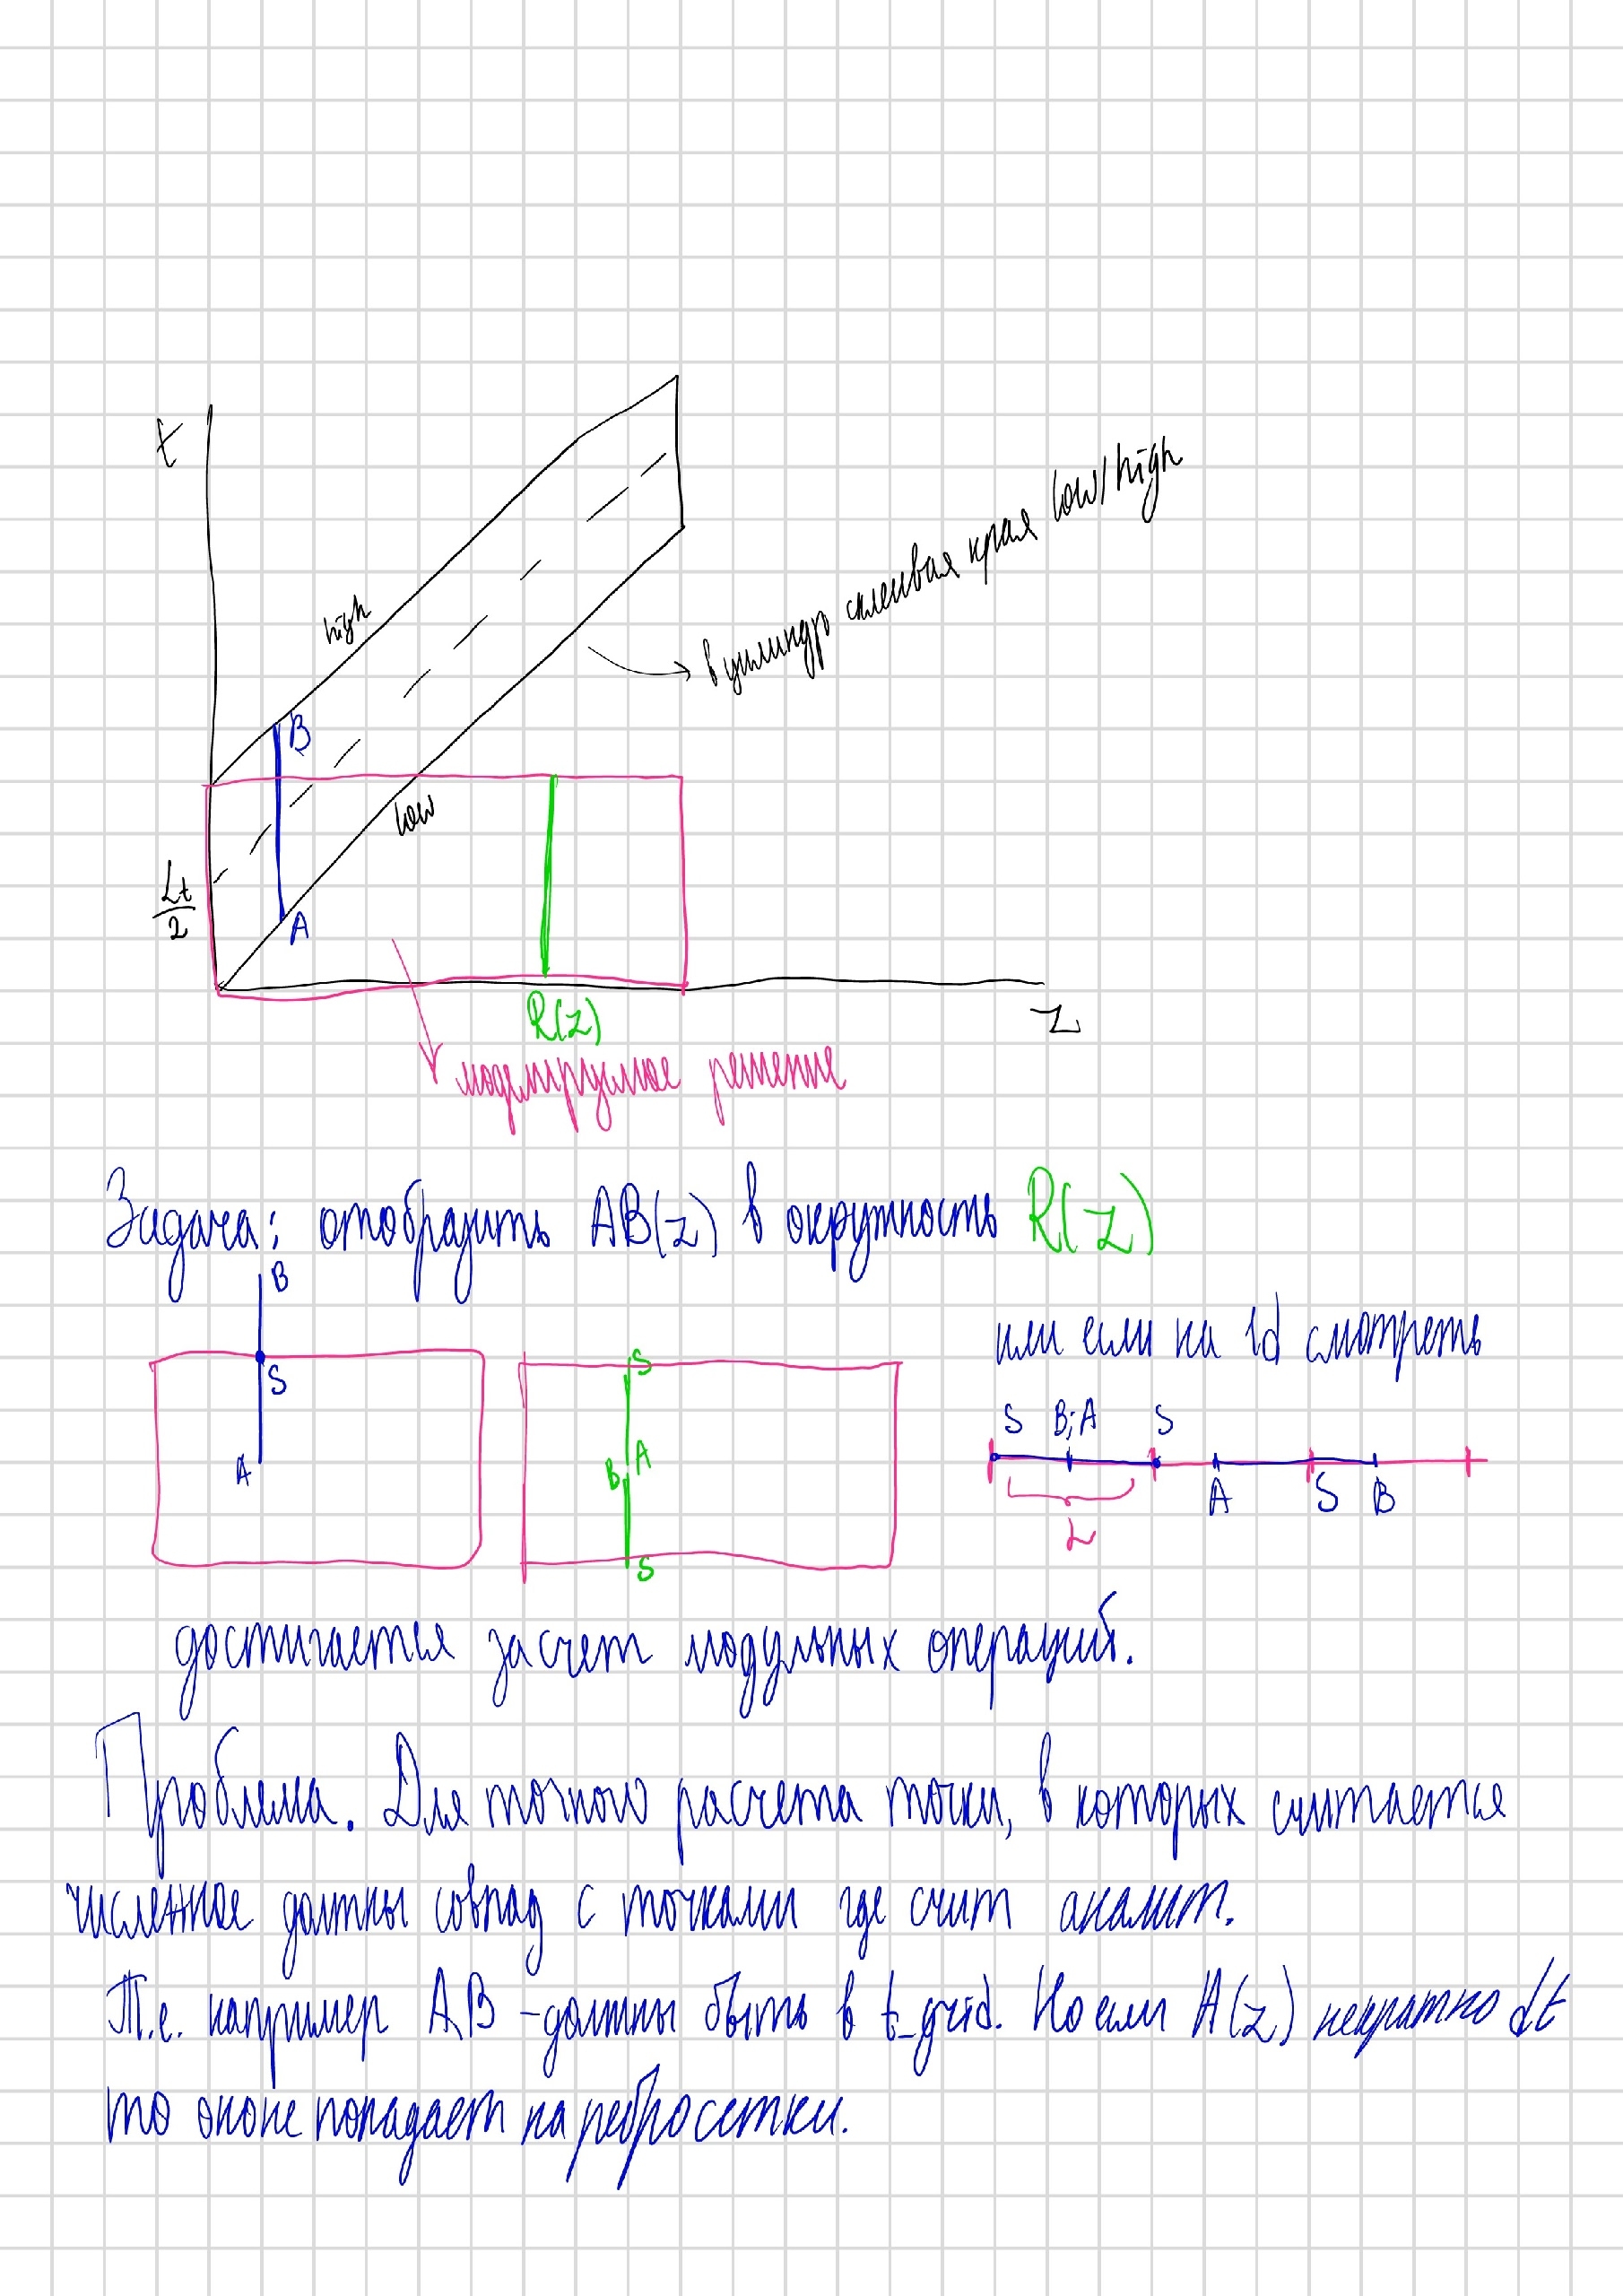 t
high
B
в цилиндр склеивая края low/high
low
Lt/2
A
R(z)
z
моделируемое решение
Задача: отобразить AB(z) в окружность R(z)
B
S
A
S
B A
S
или если на 1d смотреть
S B;A S
A S B
L
достигается за счет модульных операций.
Проблема. Для точного расчета точки, в которых считается
численное должны совпад с точками где счит аналит.
Т.е. например AB - должны быть в t_grid. Но если A(z) некратно dt
то оно не попадает на ребро сетки.